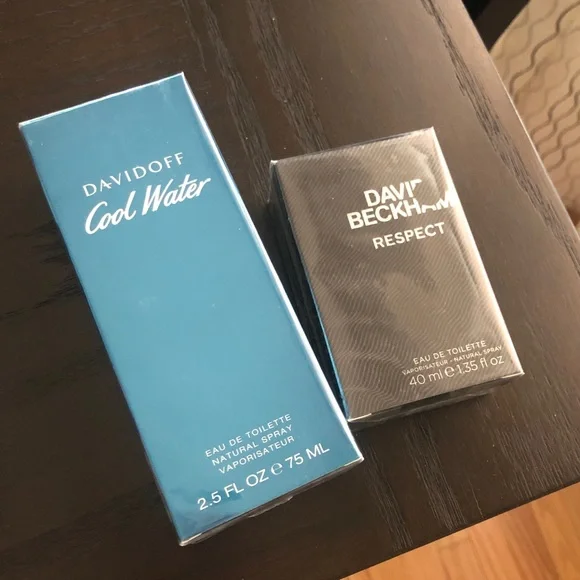 DAVIDOFF
Cool Water
EAU DE TOILETTE
NATURAL SPRAY
VAPORISATEUR
2.5 FL OZ e 75 ML
DAVID
BECKHAM
RESPECT
EAU DE TOILETTE
VAPORISATEUR - NATURAL SPRAY
40 ml e 1.35 fl oz